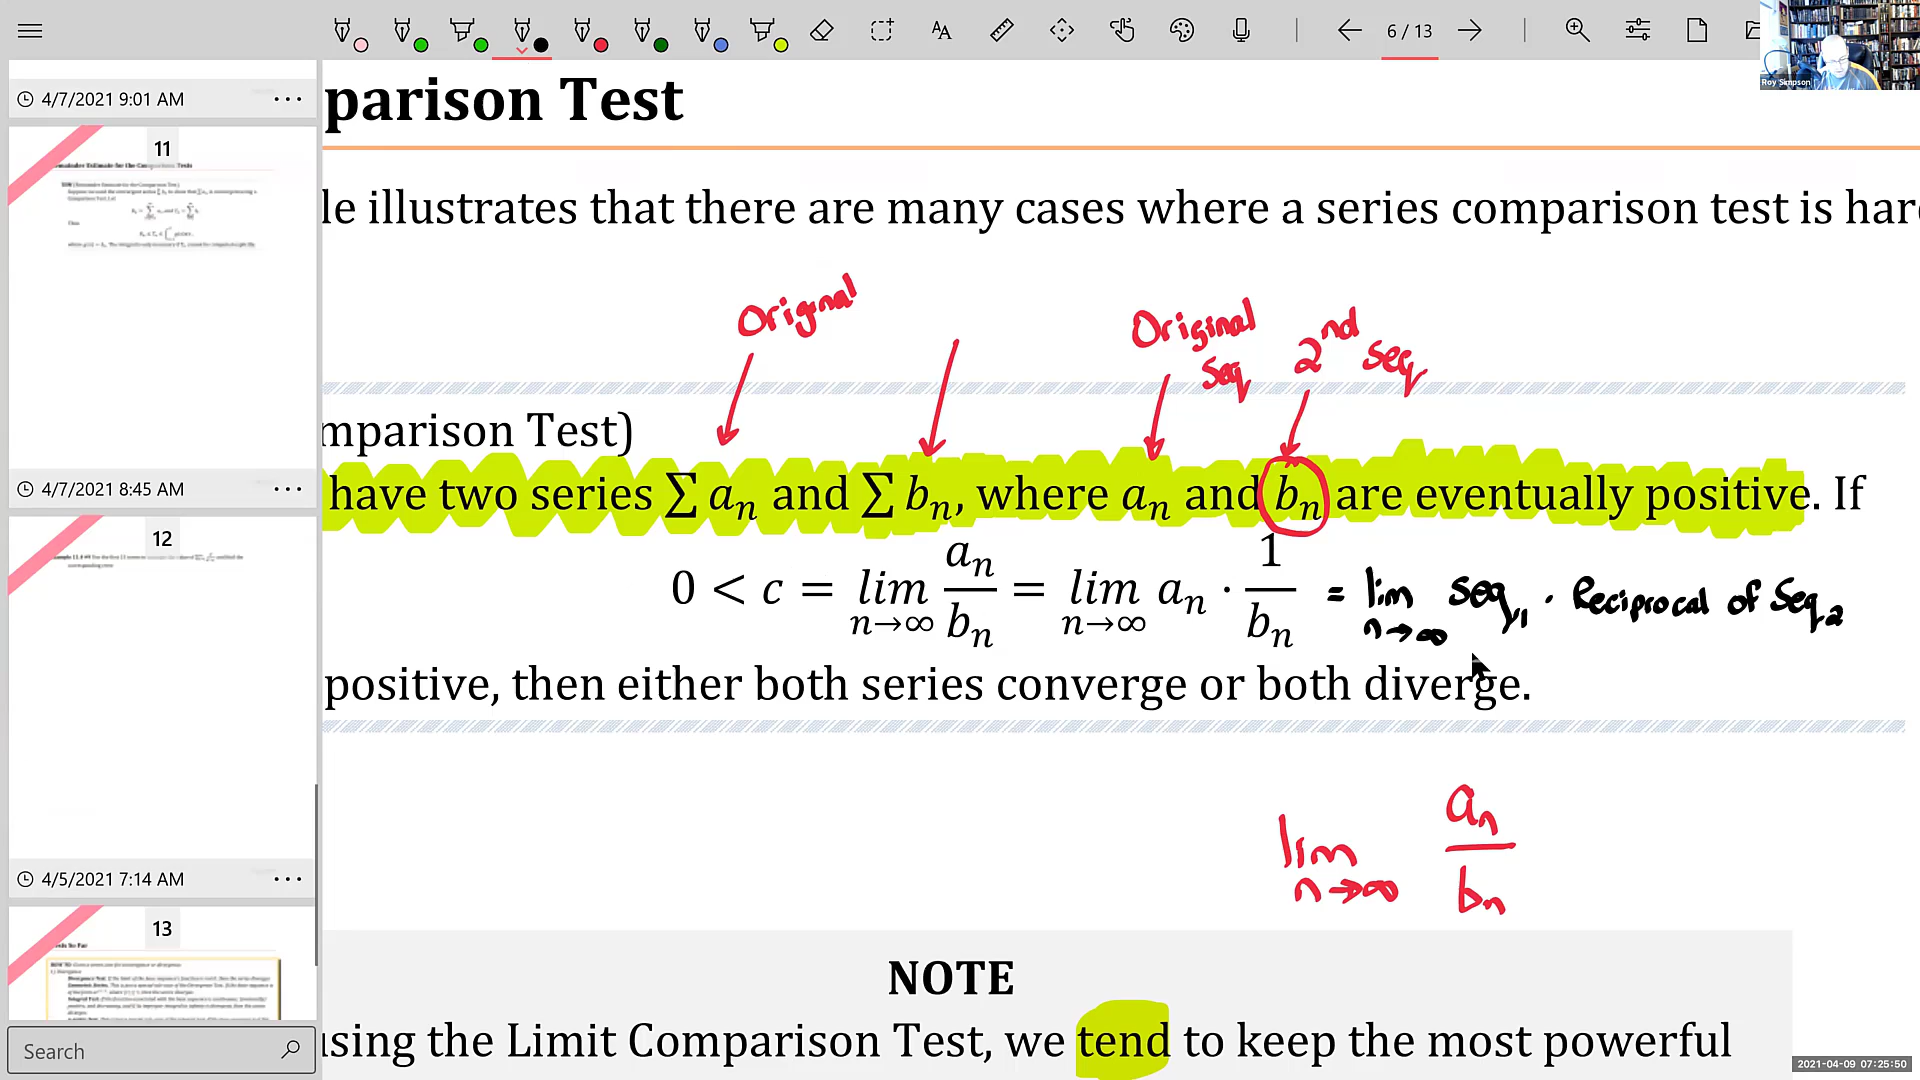 6 / 13
Roy Simpson
4/7/2021 9:01 AM
11
4/7/2021 8:45 AM
12
4/5/2021 7:14 AM
13
Search
parison Test
le illustrates that there are many cases where a series comparison test is har
Original
Original Seq
2nd Seq
mparison Test)
have two series ∑ aₙ and ∑ bₙ, where aₙ and bₙ are eventually positive. If
0 < c = lim n→∞ aₙ/bₙ = lim n→∞ aₙ · 1/bₙ = lim n→∞ Seq₁ · Reciprocal of Seq₂
positive, then either both series converge or both diverge.
lim n→∞ aₙ/bₙ
NOTE
using the Limit Comparison Test, we tend to keep the most powerful
2021-04-09 07:25:50